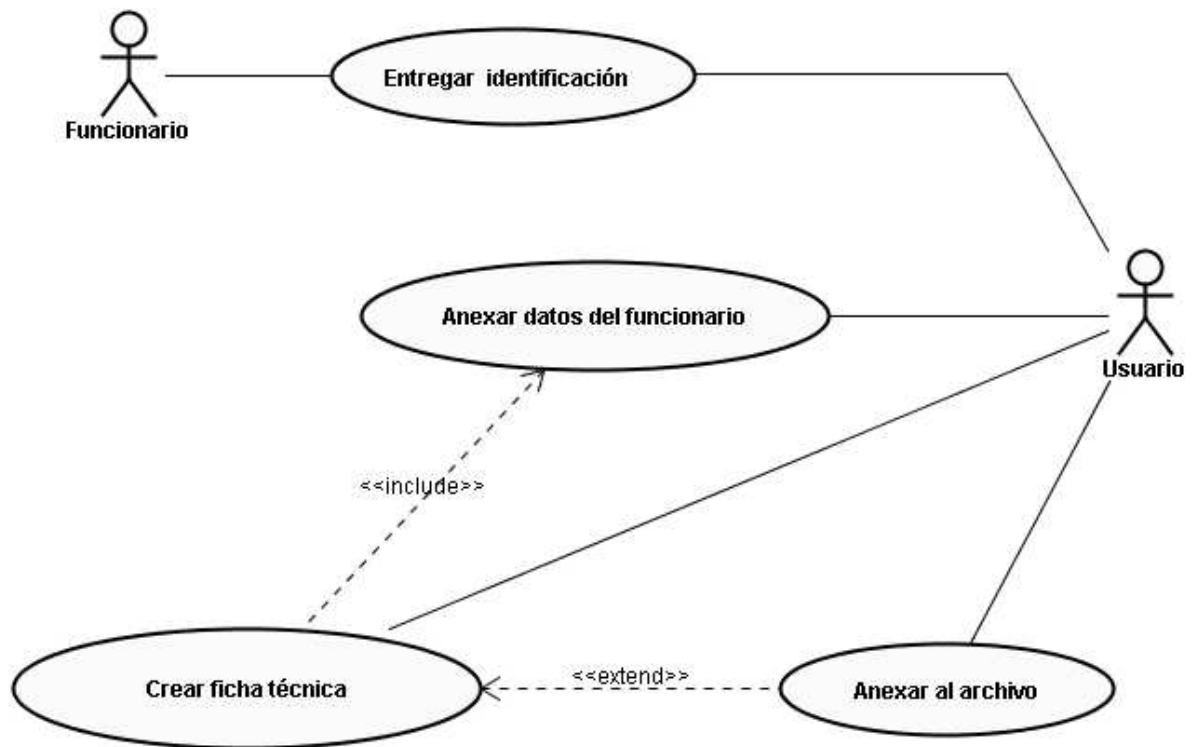 Entregar identificación
Funcionario
Anexar datos del funcionario
Usuario
<<include>>
Crear ficha técnica
<<extend>>
Anexar al archivo